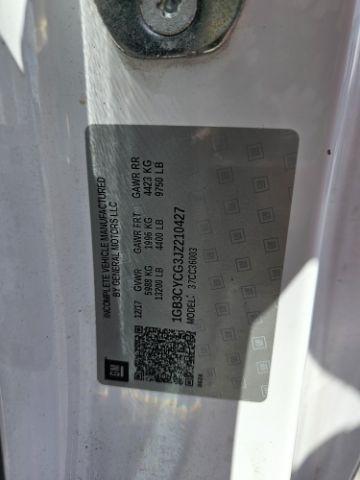 INCOMPLETE VEHICLE MANUFACTURED
BY GENERAL MOTORS LLC
12/17 GVWR GAWR FRT GAWR RR
5988 KG 1996 KG 4423 KG
13200 LB 4400 LB 9750 LB
1GB3CYCG3JZ210427
MODEL: 37CC36003
GM